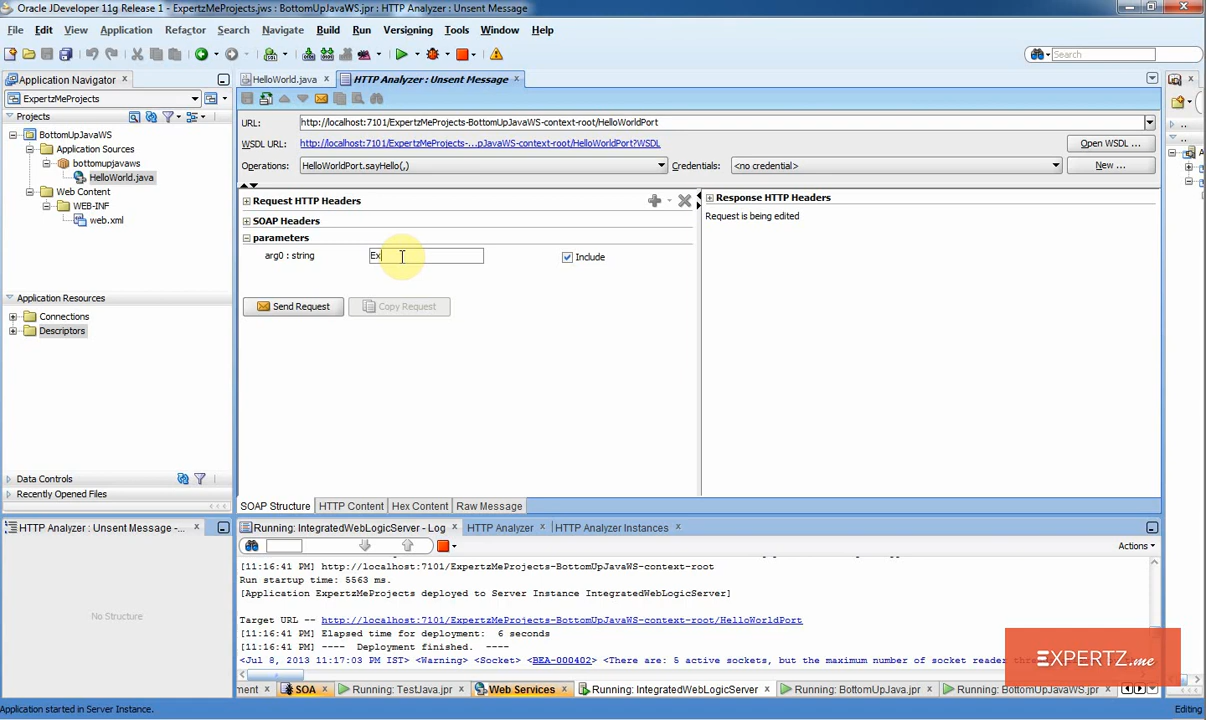 Oracle JDeveloper 11g Release 1 - ExpertzMeProjects.jws : BottomUpJavaWS.jpr : HTTP Analyzer : Unsent Message
File Edit View Application Refactor Search Navigate Build Run Versioning Tools Window Help
Search
Application Navigator
HelloWorld.java
HTTP Analyzer : Unsent Message
ExpertzMeProjects
Projects
BottomUpJavaWS
Application Sources
bottomupjavaws
HelloWorld.java
Web Content
WEB-INF
web.xml
Application Resources
Connections
Descriptors
Data Controls
Recently Opened Files
URL: http://localhost:7101/ExpertzMeProjects-BottomUpJavaWS-context-root/HelloWorldPort
WSDL URL: http://localhost:7101/ExpertzMeProjects-...pJavaWS-context-root/HelloWorldPort?WSDL
Open WSDL ...
Operations: HelloWorldPort.sayHello(,) Credentials: <no credential> New ...
Request HTTP Headers
SOAP Headers
parameters
arg0 : string Ex Include
Send Request Copy Request
Response HTTP Headers
Request is being edited
SOAP Structure HTTP Content Hex Content Raw Message
HTTP Analyzer : Unsent Message -...
No Structure
Running: IntegratedWebLogicServer - Log HTTP Analyzer HTTP Analyzer Instances
Actions
[11:16:41 PM] http://localhost:7101/ExpertzMeProjects-BottomUpJavaWS-context-root
Run startup time: 5563 ms.
[Application ExpertzMeProjects deployed to Server Instance IntegratedWebLogicServer]
Target URL -- http://localhost:7101/ExpertzMeProjects-BottomUpJavaWS-context-root/HelloWorldPort
[11:16:41 PM] Elapsed time for deployment: 6 seconds
[11:16:41 PM] ---- Deployment finished. ----
<Jul 8, 2013 11:17:03 PM IST> <Warning> <Socket> <BEA-000402> <There are: 5 active sockets, but the maximum number of socket reader
EXPERTZ.me
ment SOA Running: TestJava.jpr Web Services Running: IntegratedWebLogicServer Running: BottomUpJava.jpr Running: BottomUpJavaWS.jpr
Application started in Server Instance.
Editing